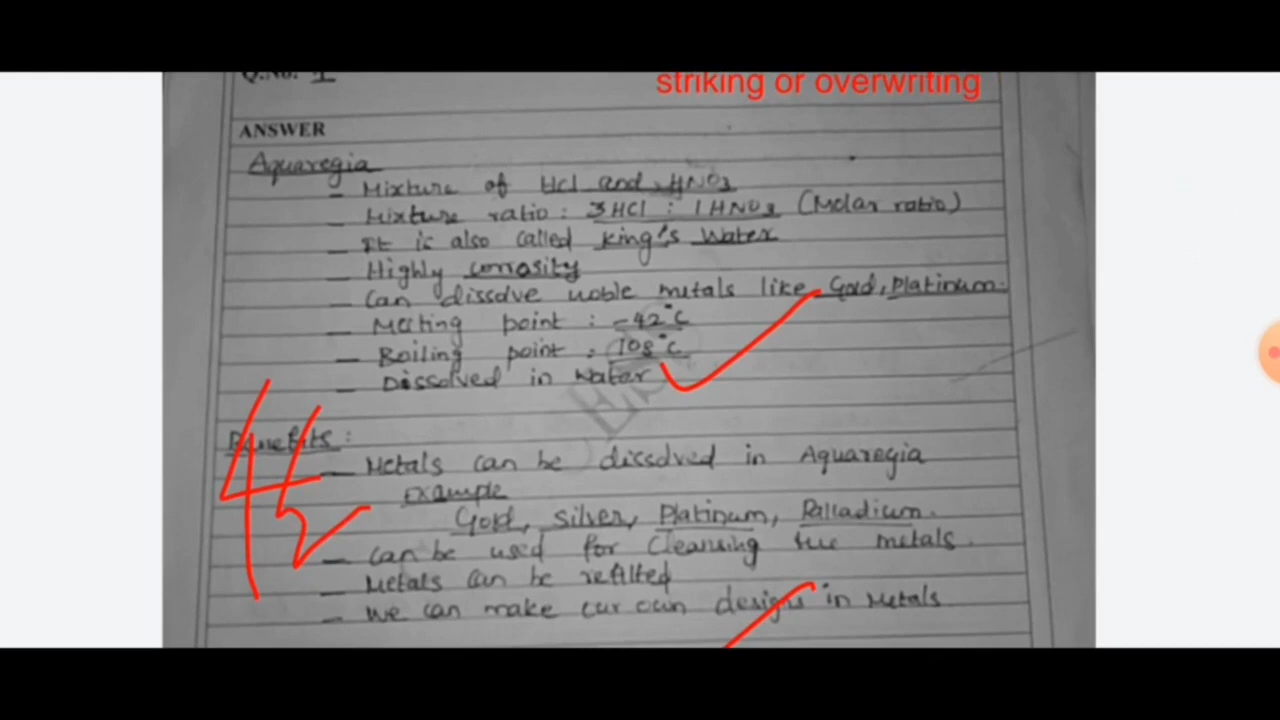 Q.No. 1
striking or overwriting
ANSWER
Aquaregia
- Mixture of HCl and HNO3
- Mixture ratio : 3HCl : 1HNO3 (Molar ratio)
- It is also called King's Water
- Highly corrosity
- Can dissolve noble metals like Gold, Platinum.
- Melting point : -42°C
- Boiling point : 108°C
- Dissolved in Water
Benefits :
- Metals can be dissolved in Aquaregia
Example
Gold, Silver, Platinum, Palladium.
- Can be used for Cleansing the metals.
- Metals can be
- We can make our own designs in Metals